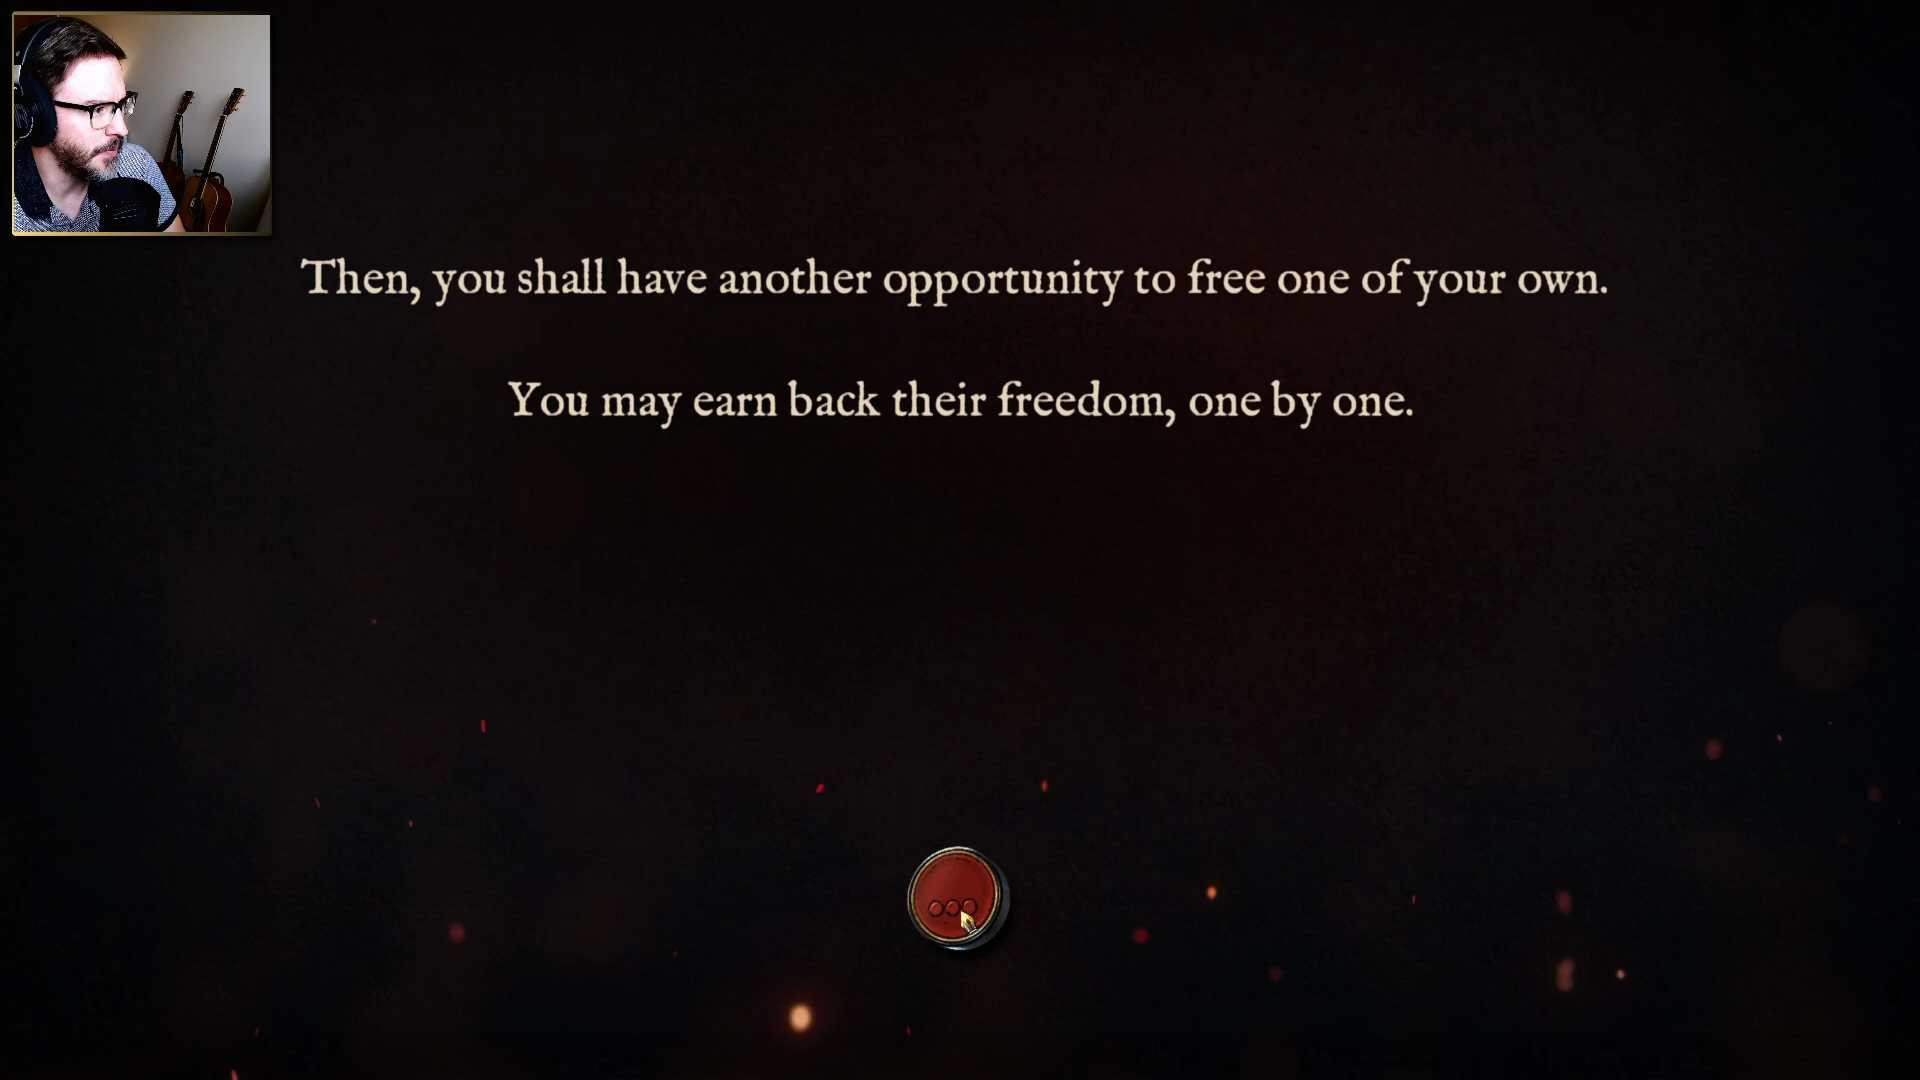 Then, you shall have another opportunity to free one of your own.
You may earn back their freedom, one by one.